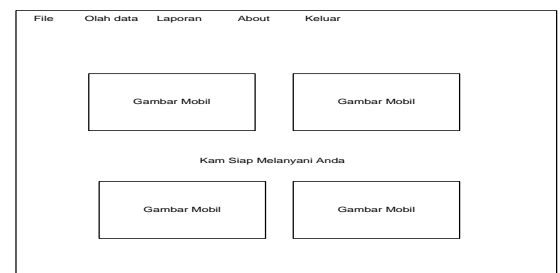 File Olah data Laporan About Keluar
Gambar Mobil Gambar Mobil
Kam Siap Melanyani Anda
Gambar Mobil Gambar Mobil